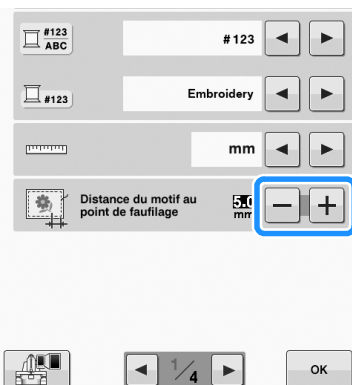 #123
ABC
#123
#123
Embroidery
mm
Distance du motif au
point de faufilage
5.0
mm
− +
1/4
OK